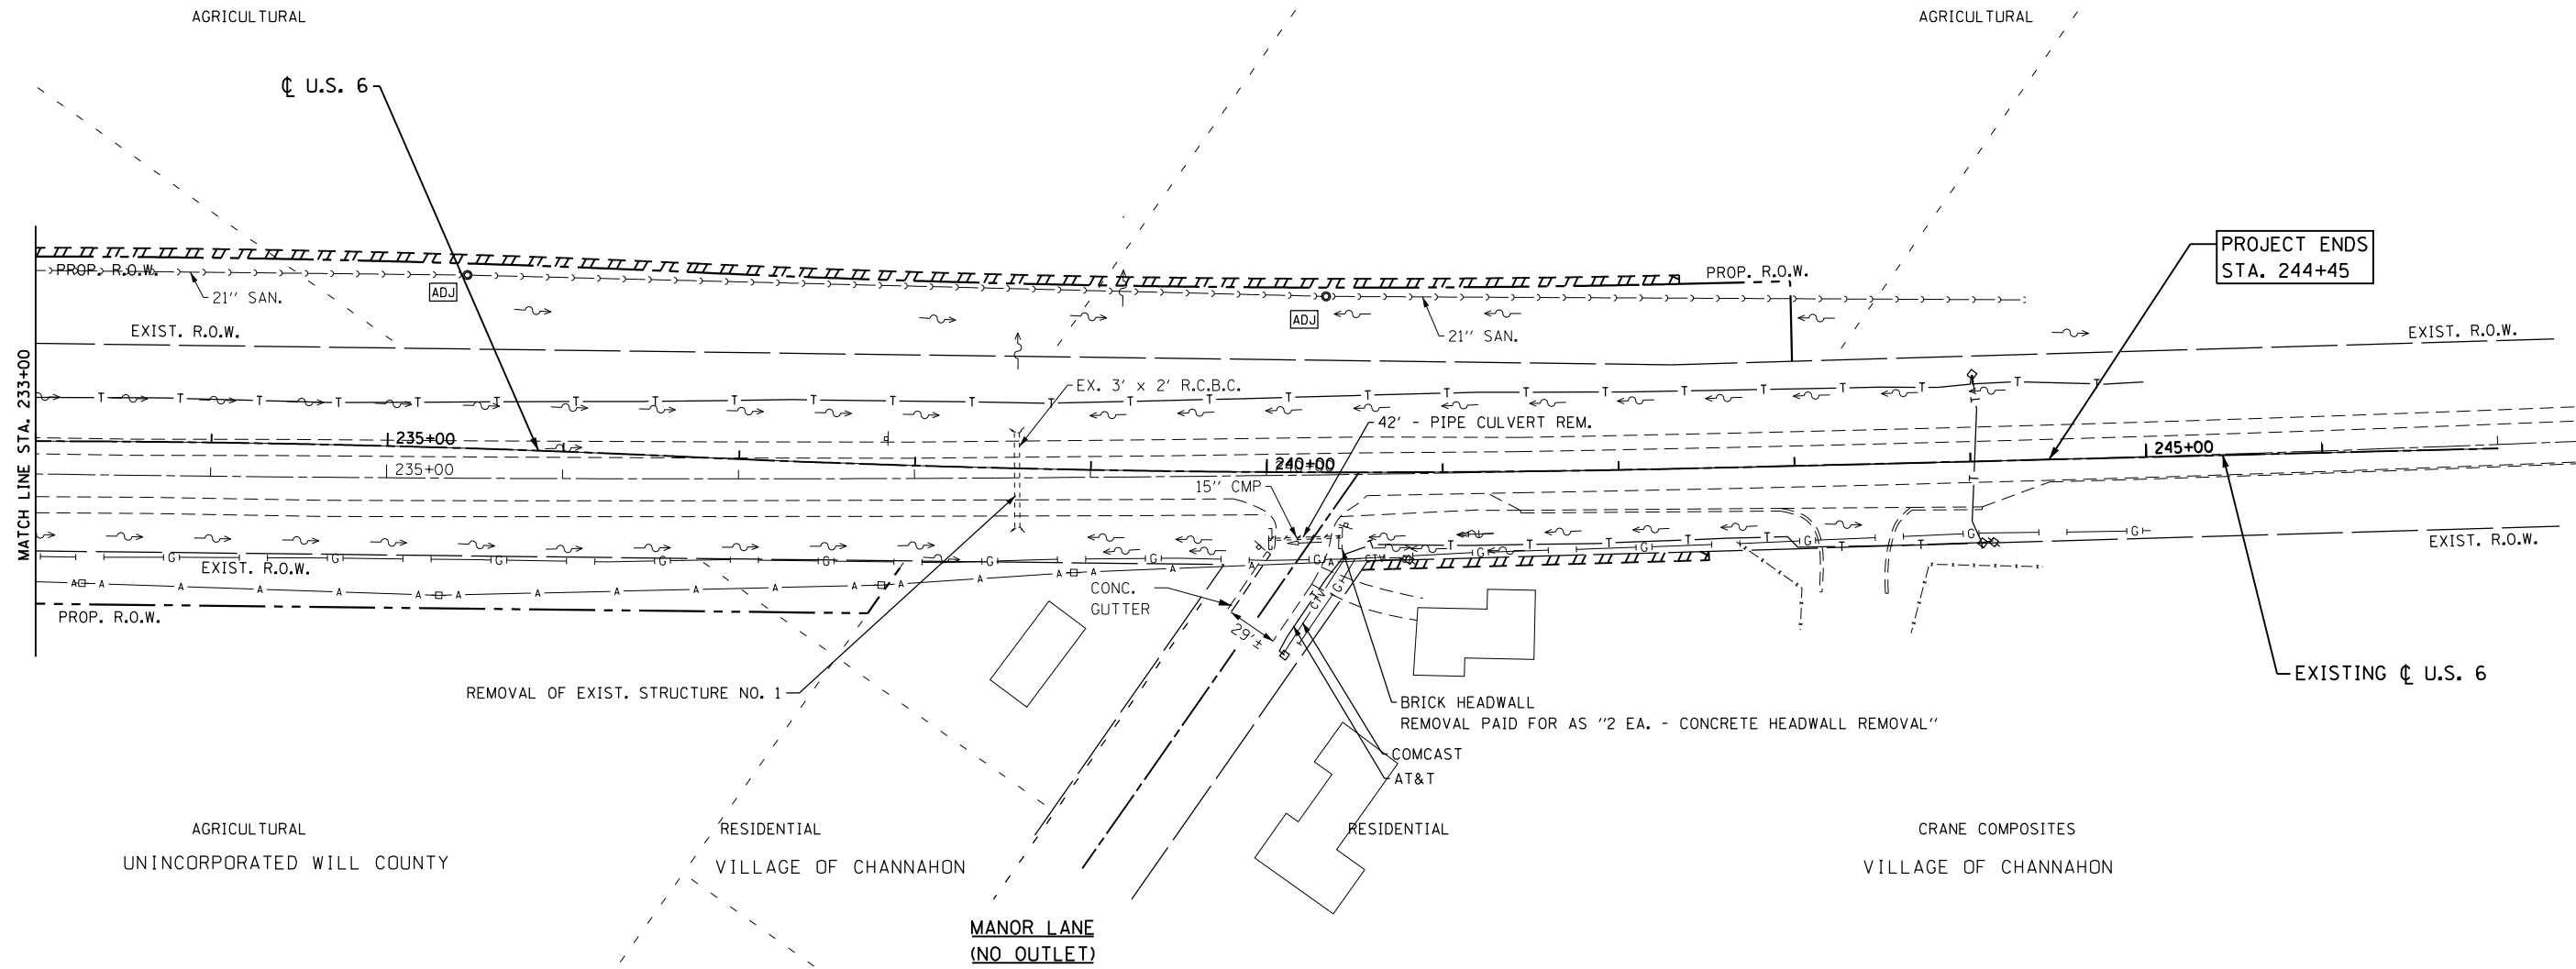 AGRICULTURAL
AGRICULTURAL
℄ U.S. 6
PROJECT ENDS
STA. 244+45
PROP. R.O.W.
PROP. R.O.W.
21'' SAN.
ADJ
ADJ
21'' SAN.
EXIST. R.O.W.
EXIST. R.O.W.
MATCH LINE STA. 233+00
EX. 3' x 2' R.C.B.C.
42' - PIPE CULVERT REM.
235+00
235+00
240+00
245+00
15'' CMP
EXIST. R.O.W.
EXIST. R.O.W.
PROP. R.O.W.
CONC.
GUTTER
29'±
CTV
CTV
REMOVAL OF EXIST. STRUCTURE NO. 1
EXISTING ℄ U.S. 6
BRICK HEADWALL
REMOVAL PAID FOR AS "2 EA. - CONCRETE HEADWALL REMOVAL"
COMCAST
AT&T
AGRICULTURAL
RESIDENTIAL
RESIDENTIAL
CRANE COMPOSITES
UNINCORPORATED WILL COUNTY
VILLAGE OF CHANNAHON
VILLAGE OF CHANNAHON
MANOR LANE
(NO OUTLET)